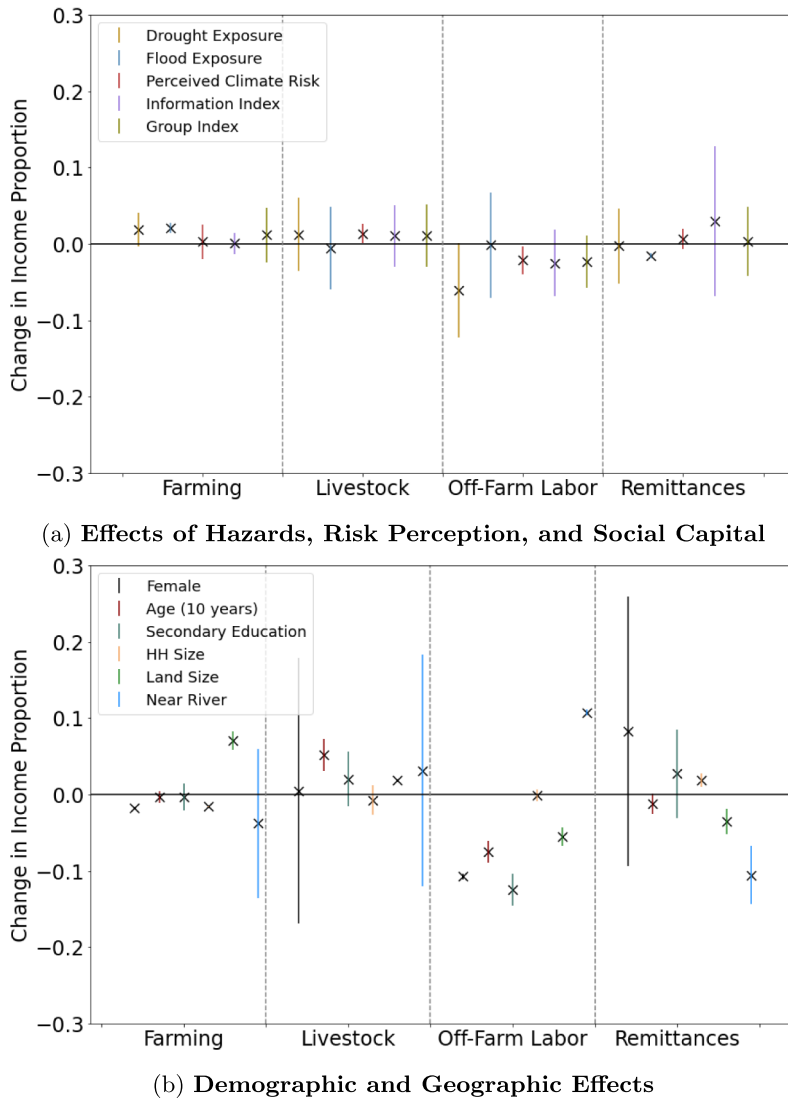 0.3
0.2
0.1
0.0
−0.1
−0.2
−0.3
Change in Income Proportion
Drought Exposure
Flood Exposure
Perceived Climate Risk
Information Index
Group Index
Farming Livestock Off-Farm Labor Remittances
(a) Effects of Hazards, Risk Perception, and Social Capital
0.3
0.2
0.1
0.0
−0.1
−0.2
−0.3
Change in Income Proportion
Female
Age (10 years)
Secondary Education
HH Size
Land Size
Near River
Farming Livestock Off-Farm Labor Remittances
(b) Demographic and Geographic Effects